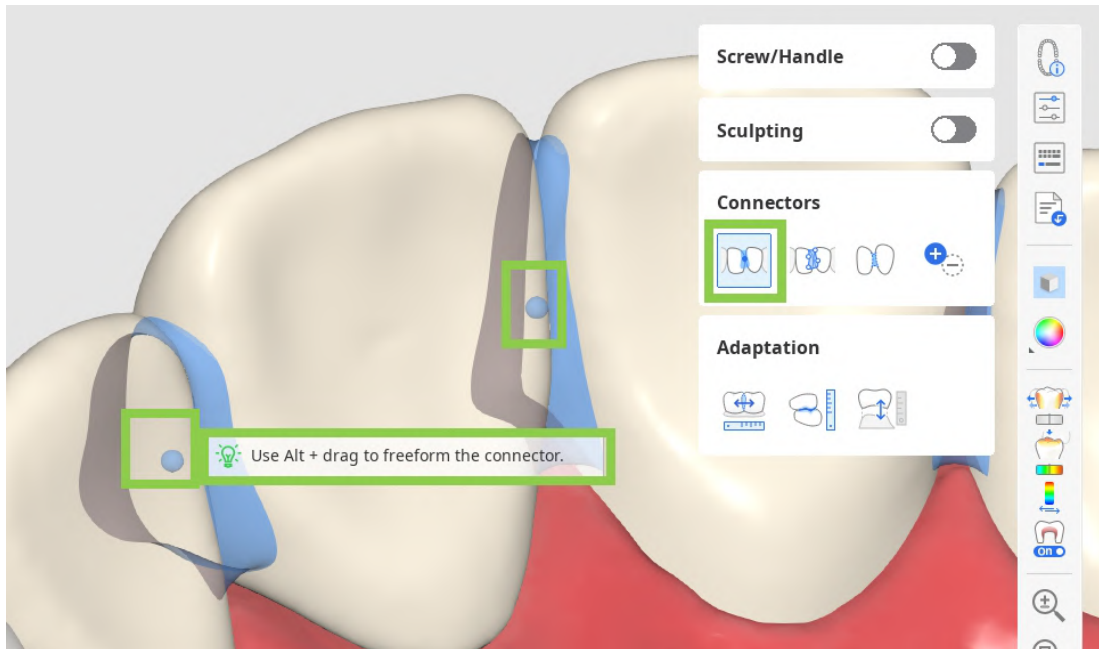 Screw/Handle
Sculpting
Connectors
Adaptation
Use Alt + drag to freeform the connector.
On